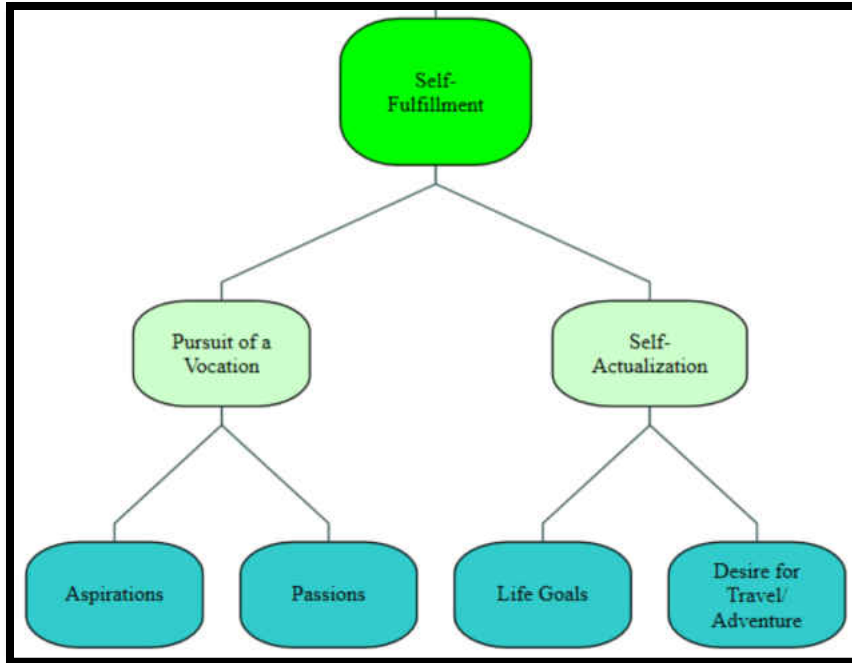 Self-
Fulfillment
Pursuit of a
Vocation
Self-
Actualization
Aspirations
Passions
Life Goals
Desire for
Travel/
Adventure